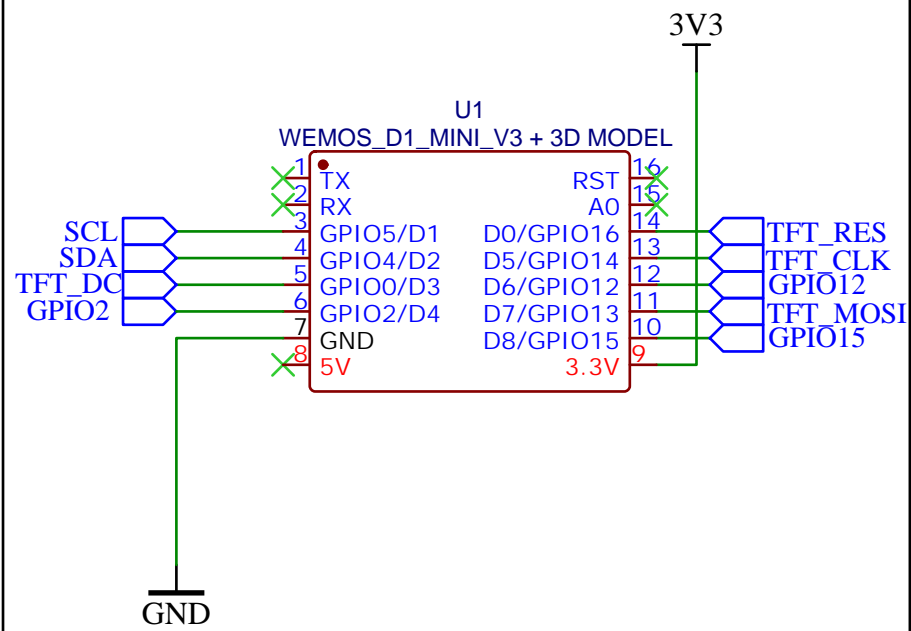 3V3
U1
WEMOS_D1_MINI_V3 + 3D MODEL
1 TX RST 16
2 RX A0 15
SCL 3 GPIO5/D1 D0/GPIO16 14 TFT_RES
SDA 4 GPIO4/D2 D5/GPIO14 13 TFT_CLK
TFT_DC 5 GPIO0/D3 D6/GPIO12 12 GPIO12
GPIO2 6 GPIO2/D4 D7/GPIO13 11 TFT_MOSI
7 GND D8/GPIO15 10 GPIO15
8 5V 3.3V 9
GND